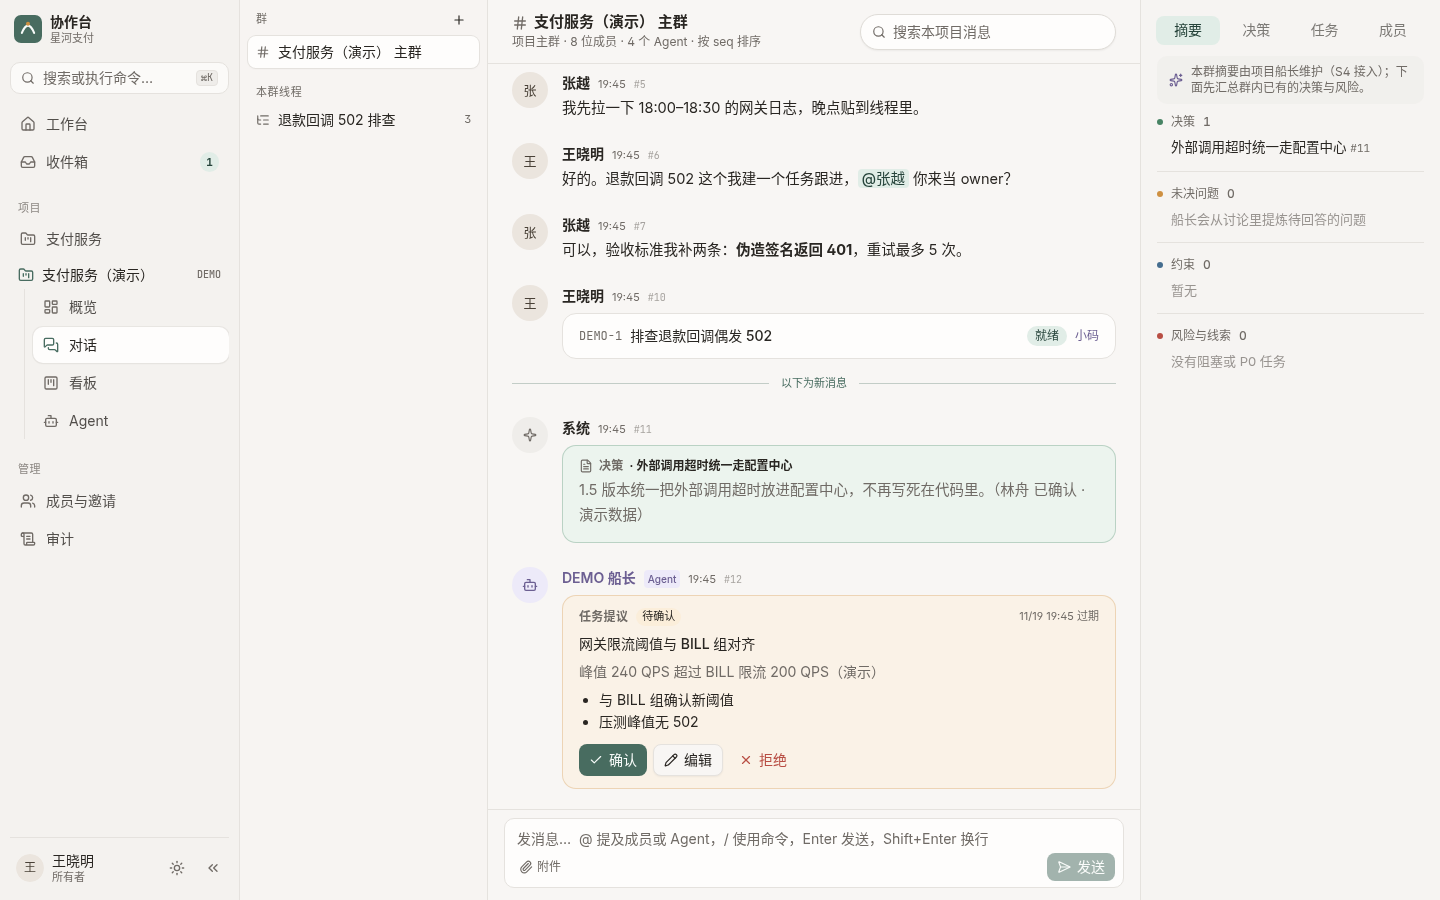 协作台
星河支付
搜索或执行命令...
⌘K
工作台
收件箱
1
项目
支付服务
支付服务（演示）
DEMO
概览
对话
看板
Agent
管理
成员与邀请
审计
王
王晓明
所有者
群
支付服务（演示） 主群
本群线程
退款回调 502 排查
3
支付服务（演示） 主群
项目主群 · 8 位成员 · 4 个 Agent · 按 seq 排序
搜索本项目消息
张
张越 19:45 #5
我先拉一下 18:00–18:30 的网关日志，晚点贴到线程里。
王
王晓明 19:45 #6
好的。退款回调 502 这个我建一个任务跟进，@张越 你来当 owner？
张
张越 19:45 #7
可以，验收标准我补两条：伪造签名返回 401，重试最多 5 次。
王
王晓明 19:45 #10
DEMO-1 排查退款回调偶发 502
就绪 小码
以下为新消息
系统 19:45 #11
决策 · 外部调用超时统一走配置中心
1.5 版本统一把外部调用超时放进配置中心，不再写死在代码里。（林舟 已确认 ·
演示数据）
DEMO 船长 Agent 19:45 #12
任务提议 待确认
11/19 19:45 过期
网关限流阈值与 BILL 组对齐
峰值 240 QPS 超过 BILL 限流 200 QPS（演示）
• 与 BILL 组确认新阈值
• 压测峰值无 502
确认
编辑
拒绝
发消息... @ 提及成员或 Agent，/ 使用命令，Enter 发送，Shift+Enter 换行
附件
发送
摘要
决策
任务
成员
本群摘要由项目船长维护（S4 接入）；下
面先汇总群内已有的决策与风险。
决策 1
外部调用超时统一走配置中心 #11
未决问题 0
船长会从讨论里提炼待回答的问题
约束 0
暂无
风险与线索 0
没有阻塞或 P0 任务